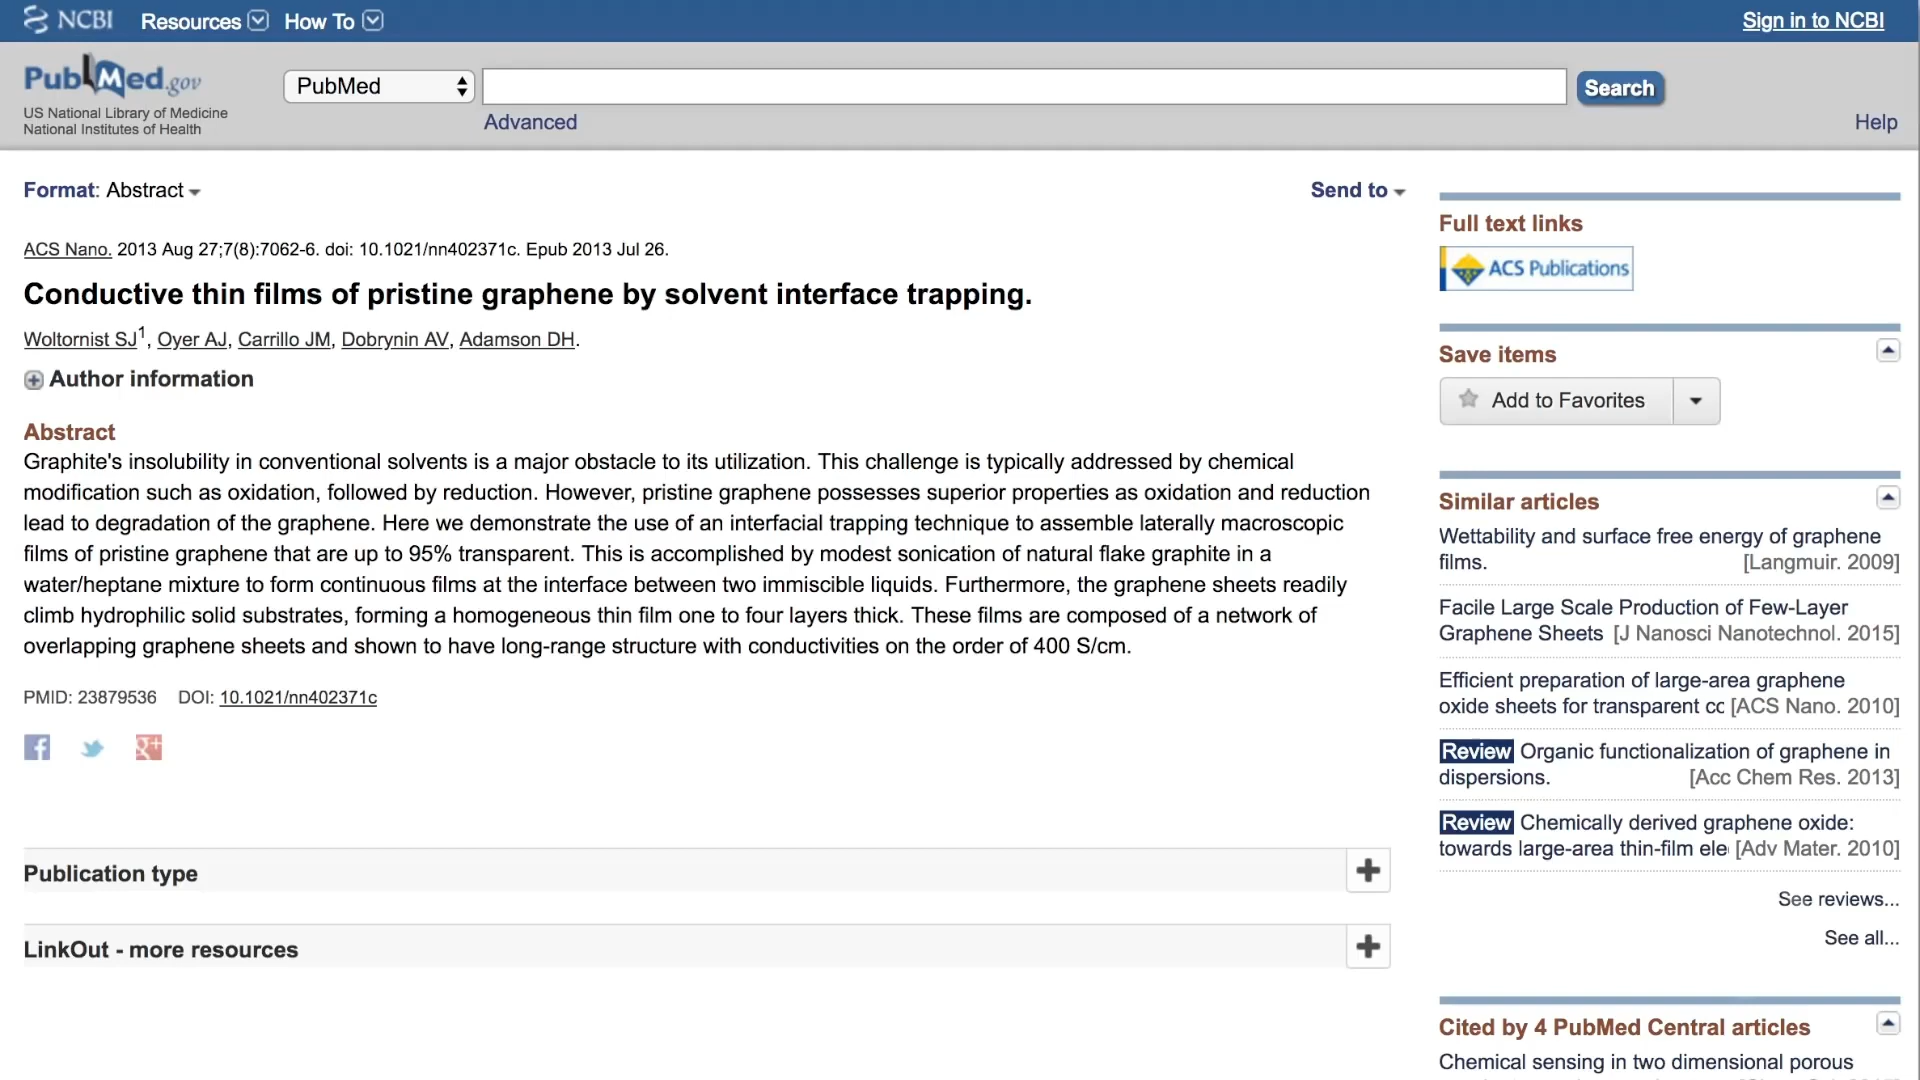 NCBI Resources How To Sign in to NCBI
PubMed.gov
US National Library of Medicine
National Institutes of Health
PubMed
Search
Advanced
Help
Format: Abstract
Send to
ACS Nano. 2013 Aug 27;7(8):7062-6. doi: 10.1021/nn402371c. Epub 2013 Jul 26.
Conductive thin films of pristine graphene by solvent interface trapping.
Woltornist SJ1, Oyer AJ, Carrillo JM, Dobrynin AV, Adamson DH.
Author information
Abstract
Graphite's insolubility in conventional solvents is a major obstacle to its utilization. This challenge is typically addressed by chemical
modification such as oxidation, followed by reduction. However, pristine graphene possesses superior properties as oxidation and reduction
lead to degradation of the graphene. Here we demonstrate the use of an interfacial trapping technique to assemble laterally macroscopic
films of pristine graphene that are up to 95% transparent. This is accomplished by modest sonication of natural flake graphite in a
water/heptane mixture to form continuous films at the interface between two immiscible liquids. Furthermore, the graphene sheets readily
climb hydrophilic solid substrates, forming a homogeneous thin film one to four layers thick. These films are composed of a network of
overlapping graphene sheets and shown to have long-range structure with conductivities on the order of 400 S/cm.
PMID: 23879536 DOI: 10.1021/nn402371c
f g+
Publication type
LinkOut - more resources
Full text links
ACS Publications
Save items
Add to Favorites
Similar articles
Wettability and surface free energy of graphene
films. [Langmuir. 2009]
Facile Large Scale Production of Few-Layer
Graphene Sheets [J Nanosci Nanotechnol. 2015]
Efficient preparation of large-area graphene
oxide sheets for transparent cc [ACS Nano. 2010]
Review Organic functionalization of graphene in
dispersions. [Acc Chem Res. 2013]
Review Chemically derived graphene oxide:
towards large-area thin-film ele [Adv Mater. 2010]
See reviews...
See all...
Cited by 4 PubMed Central articles
Chemical sensing in two dimensional porous